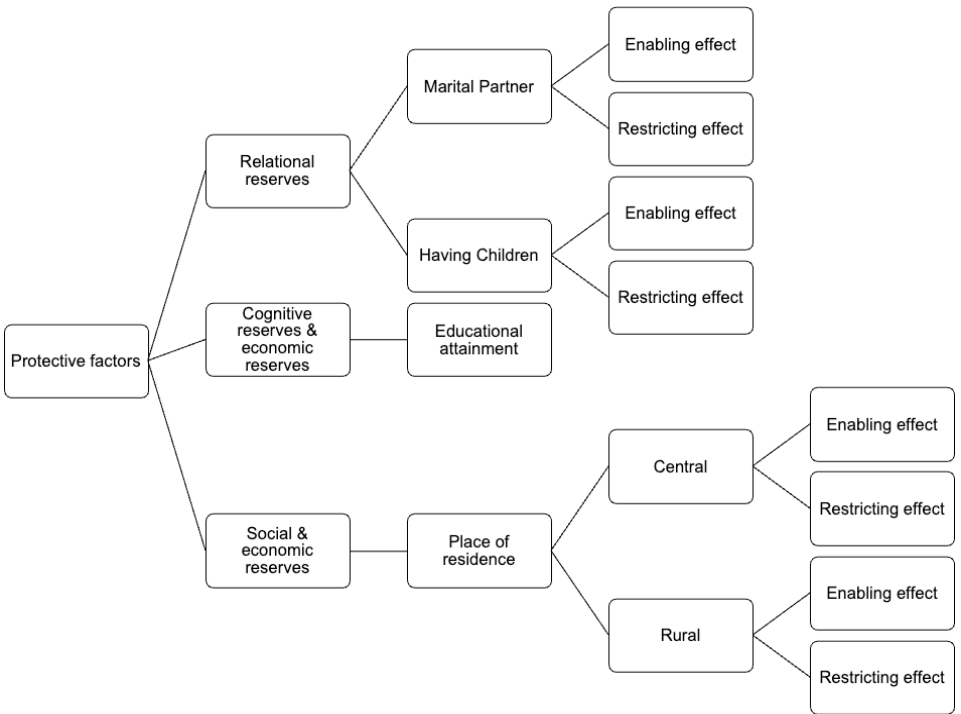 Enabling effect
Marital Partner
Restricting effect
Relational
reserves
Enabling effect
Having Children
Restricting effect
Cognitive
reserves &
economic
reserves
Educational
attainment
Protective factors
Enabling effect
Central
Restricting effect
Social &
economic
reserves
Place of
residence
Enabling effect
Rural
Restricting effect